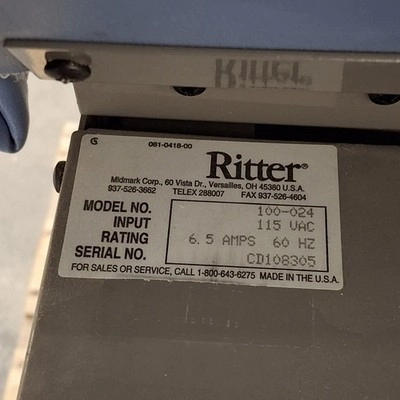 Ritter
081-0418-00
Ritter®
Midmark Corp., 60 Vista Dr., Versailles, OH 45380 U.S.A.
937-526-3662 TELEX 288007 FAX 937-526-4604
MODEL NO. 100-024
INPUT 115 VAC
RATING 6.5 AMPS 60 HZ
SERIAL NO. CD108305
FOR SALES OR SERVICE, CALL 1-800-643-6275 MADE IN THE U.S.A.